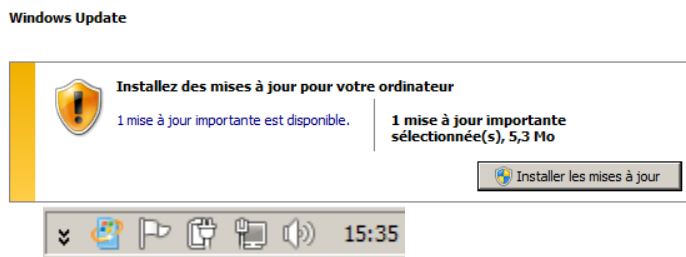 Windows Update
Installez des mises à jour pour votre ordinateur
1 mise à jour importante est disponible.
1 mise à jour importante
sélectionnée(s), 5,3 Mo
Installer les mises à jour
15:35